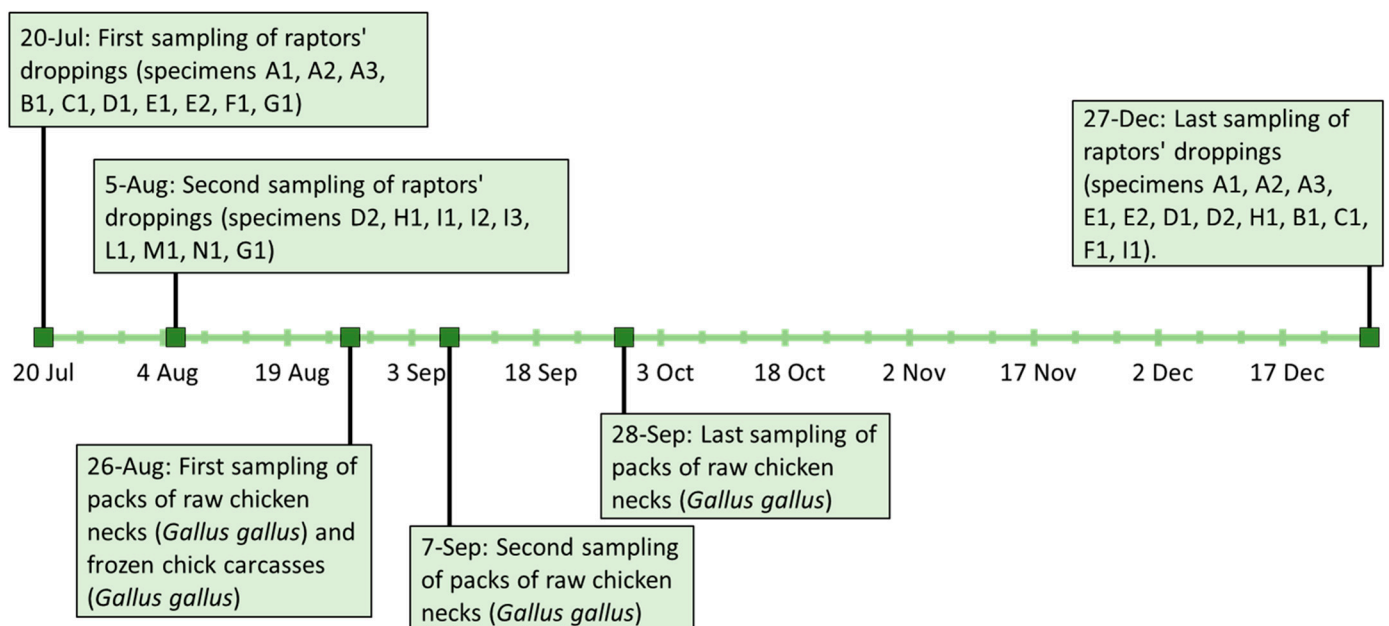 20-Jul: First sampling of raptors'
droppings (specimens A1, A2, A3,
B1, C1, D1, E1, E2, F1, G1)
27-Dec: Last sampling of
raptors' droppings
(specimens A1, A2, A3,
E1, E2, D1, D2, H1, B1, C1,
F1, I1).
5-Aug: Second sampling of raptors'
droppings (specimens D2, H1, I1, I2, I3,
L1, M1, N1, G1)
20 Jul
4 Aug
19 Aug
3 Sep
18 Sep
3 Oct
18 Oct
2 Nov
17 Nov
2 Dec
17 Dec
26-Aug: First sampling of
packs of raw chicken
necks (Gallus gallus) and
frozen chick carcasses
(Gallus gallus)
7-Sep: Second sampling
of packs of raw chicken
necks (Gallus gallus)
28-Sep: Last sampling of
packs of raw chicken
necks (Gallus gallus)